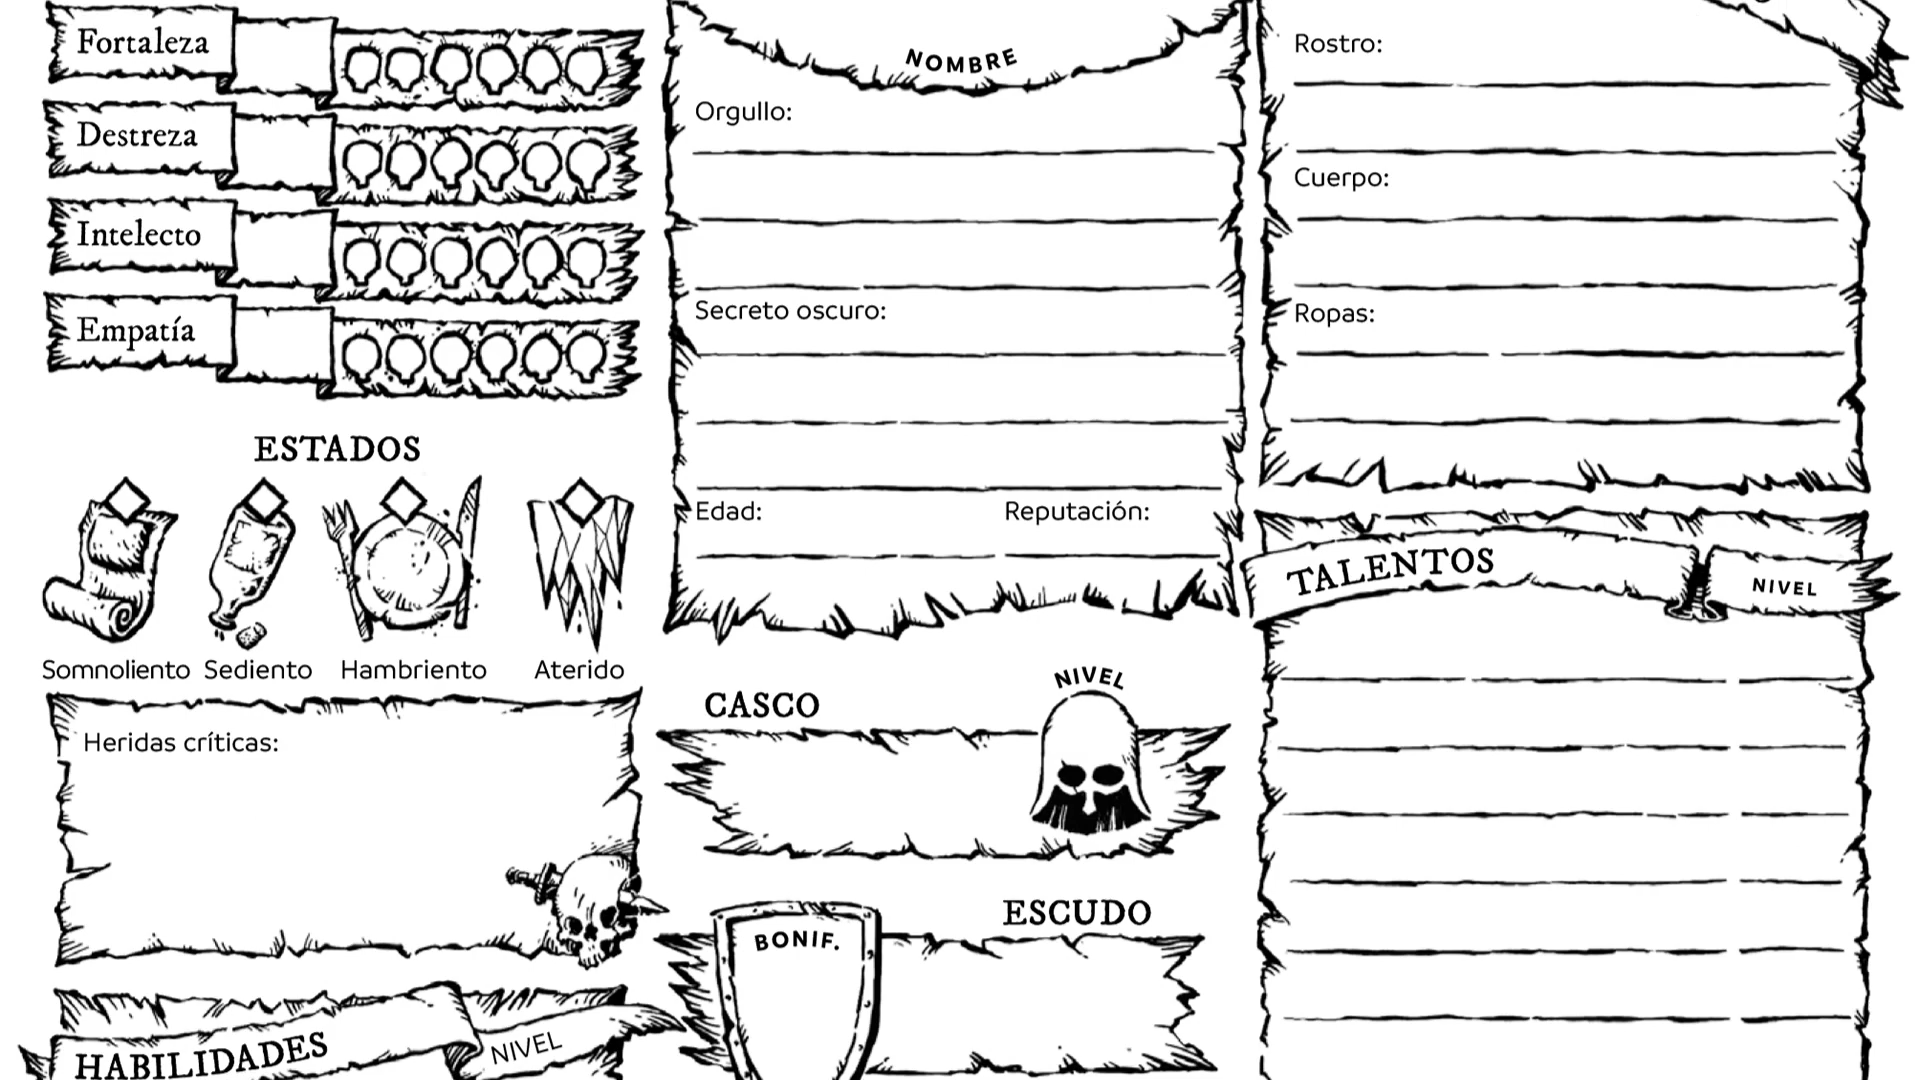 Fortaleza
Destreza
Intelecto
Empatía
ESTADOS
Somnoliento Sediento Hambriento Aterido
Heridas críticas:
HABILIDADES NIVEL
NOMBRE
Orgullo:
Secreto oscuro:
Edad: Reputación:
CASCO NIVEL
ESCUDO
BONIF.
Rostro:
Cuerpo:
Ropas:
TALENTOS NIVEL